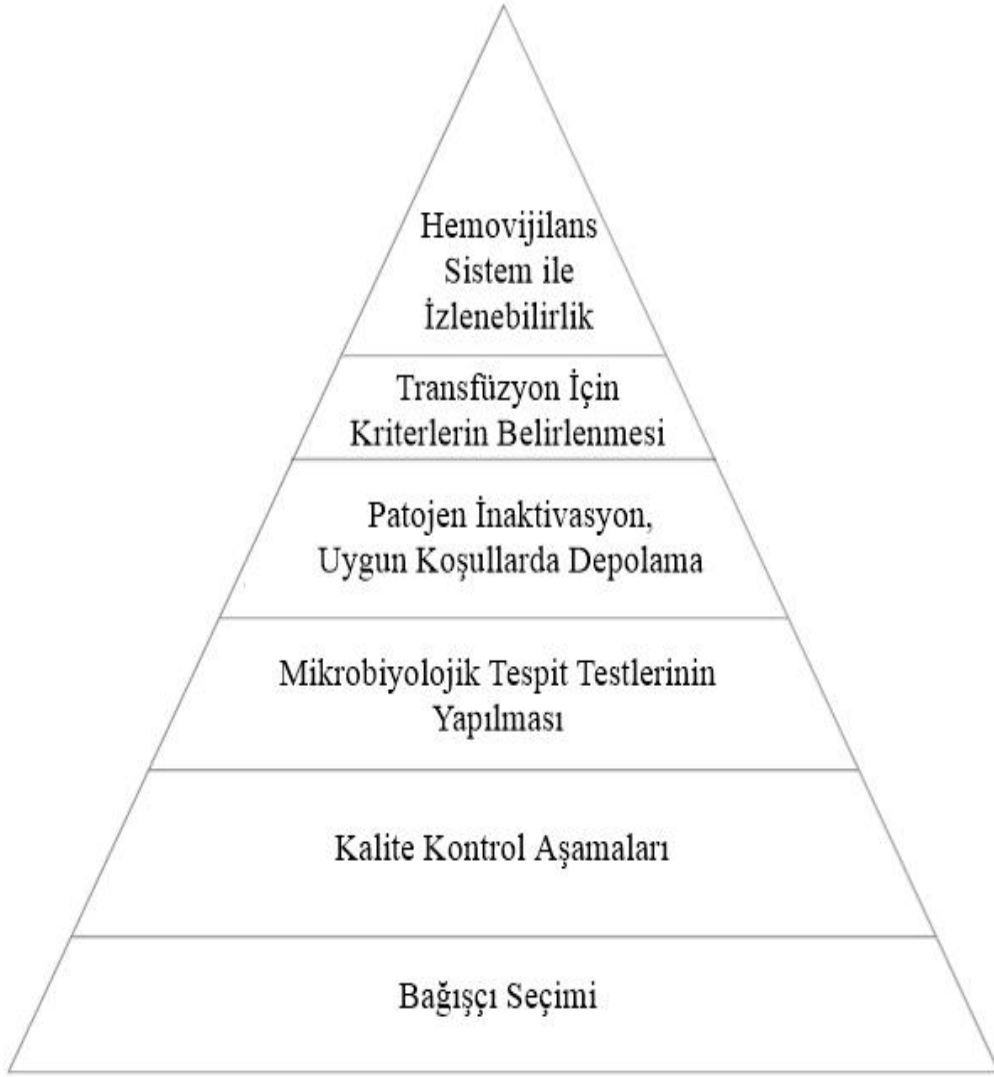 Hemovijilans
Sistem ile
İzlenebilirlik
Transfüzyon İçin
Kriterlerin Belirlenmesi
Patojen İnaktivasyon,
Uygun Koşullarda Depolama
Mikrobiyolojik Tespit Testlerinin
Yapılması
Kalite Kontrol Aşamaları
Bağışçı Seçimi